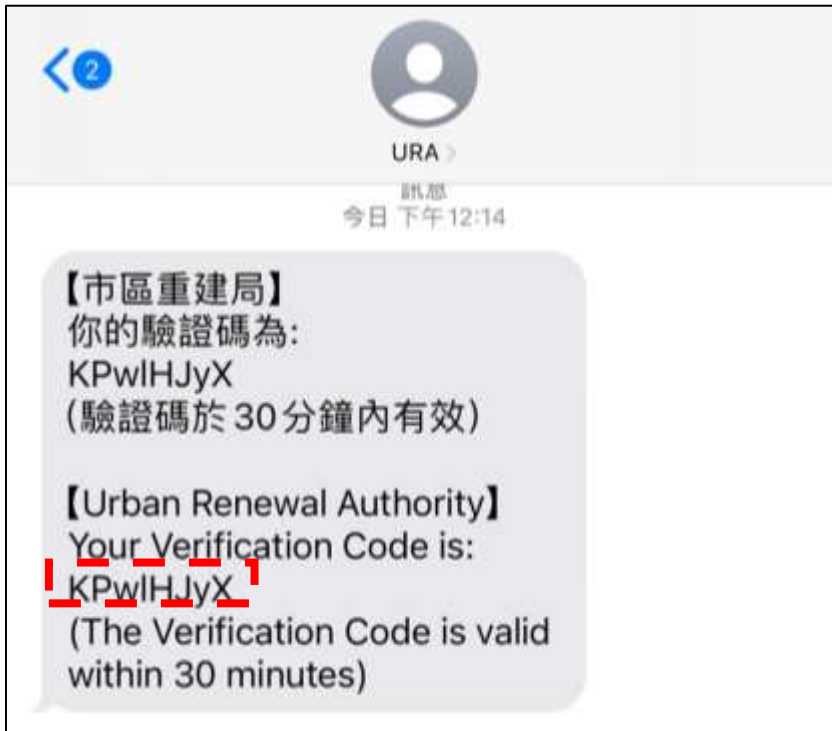 2
URA >
訊息
今日 下午12:14
【市區重建局】
你的驗證碼為:
KPwlHJyX
(驗證碼於30分鐘內有效)
【Urban Renewal Authority】
Your Verification Code is:
KPwlHJyX
(The Verification Code is valid
within 30 minutes)